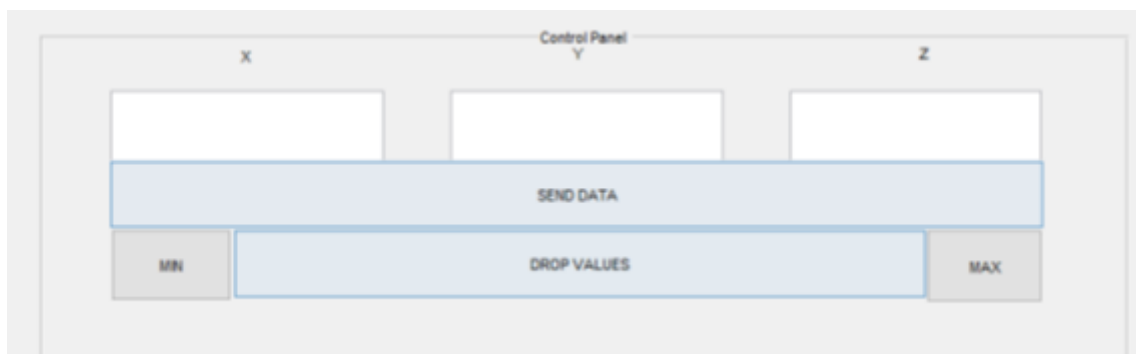 Control Panel
X Y Z
SEND DATA
MIN DROP VALUES MAX